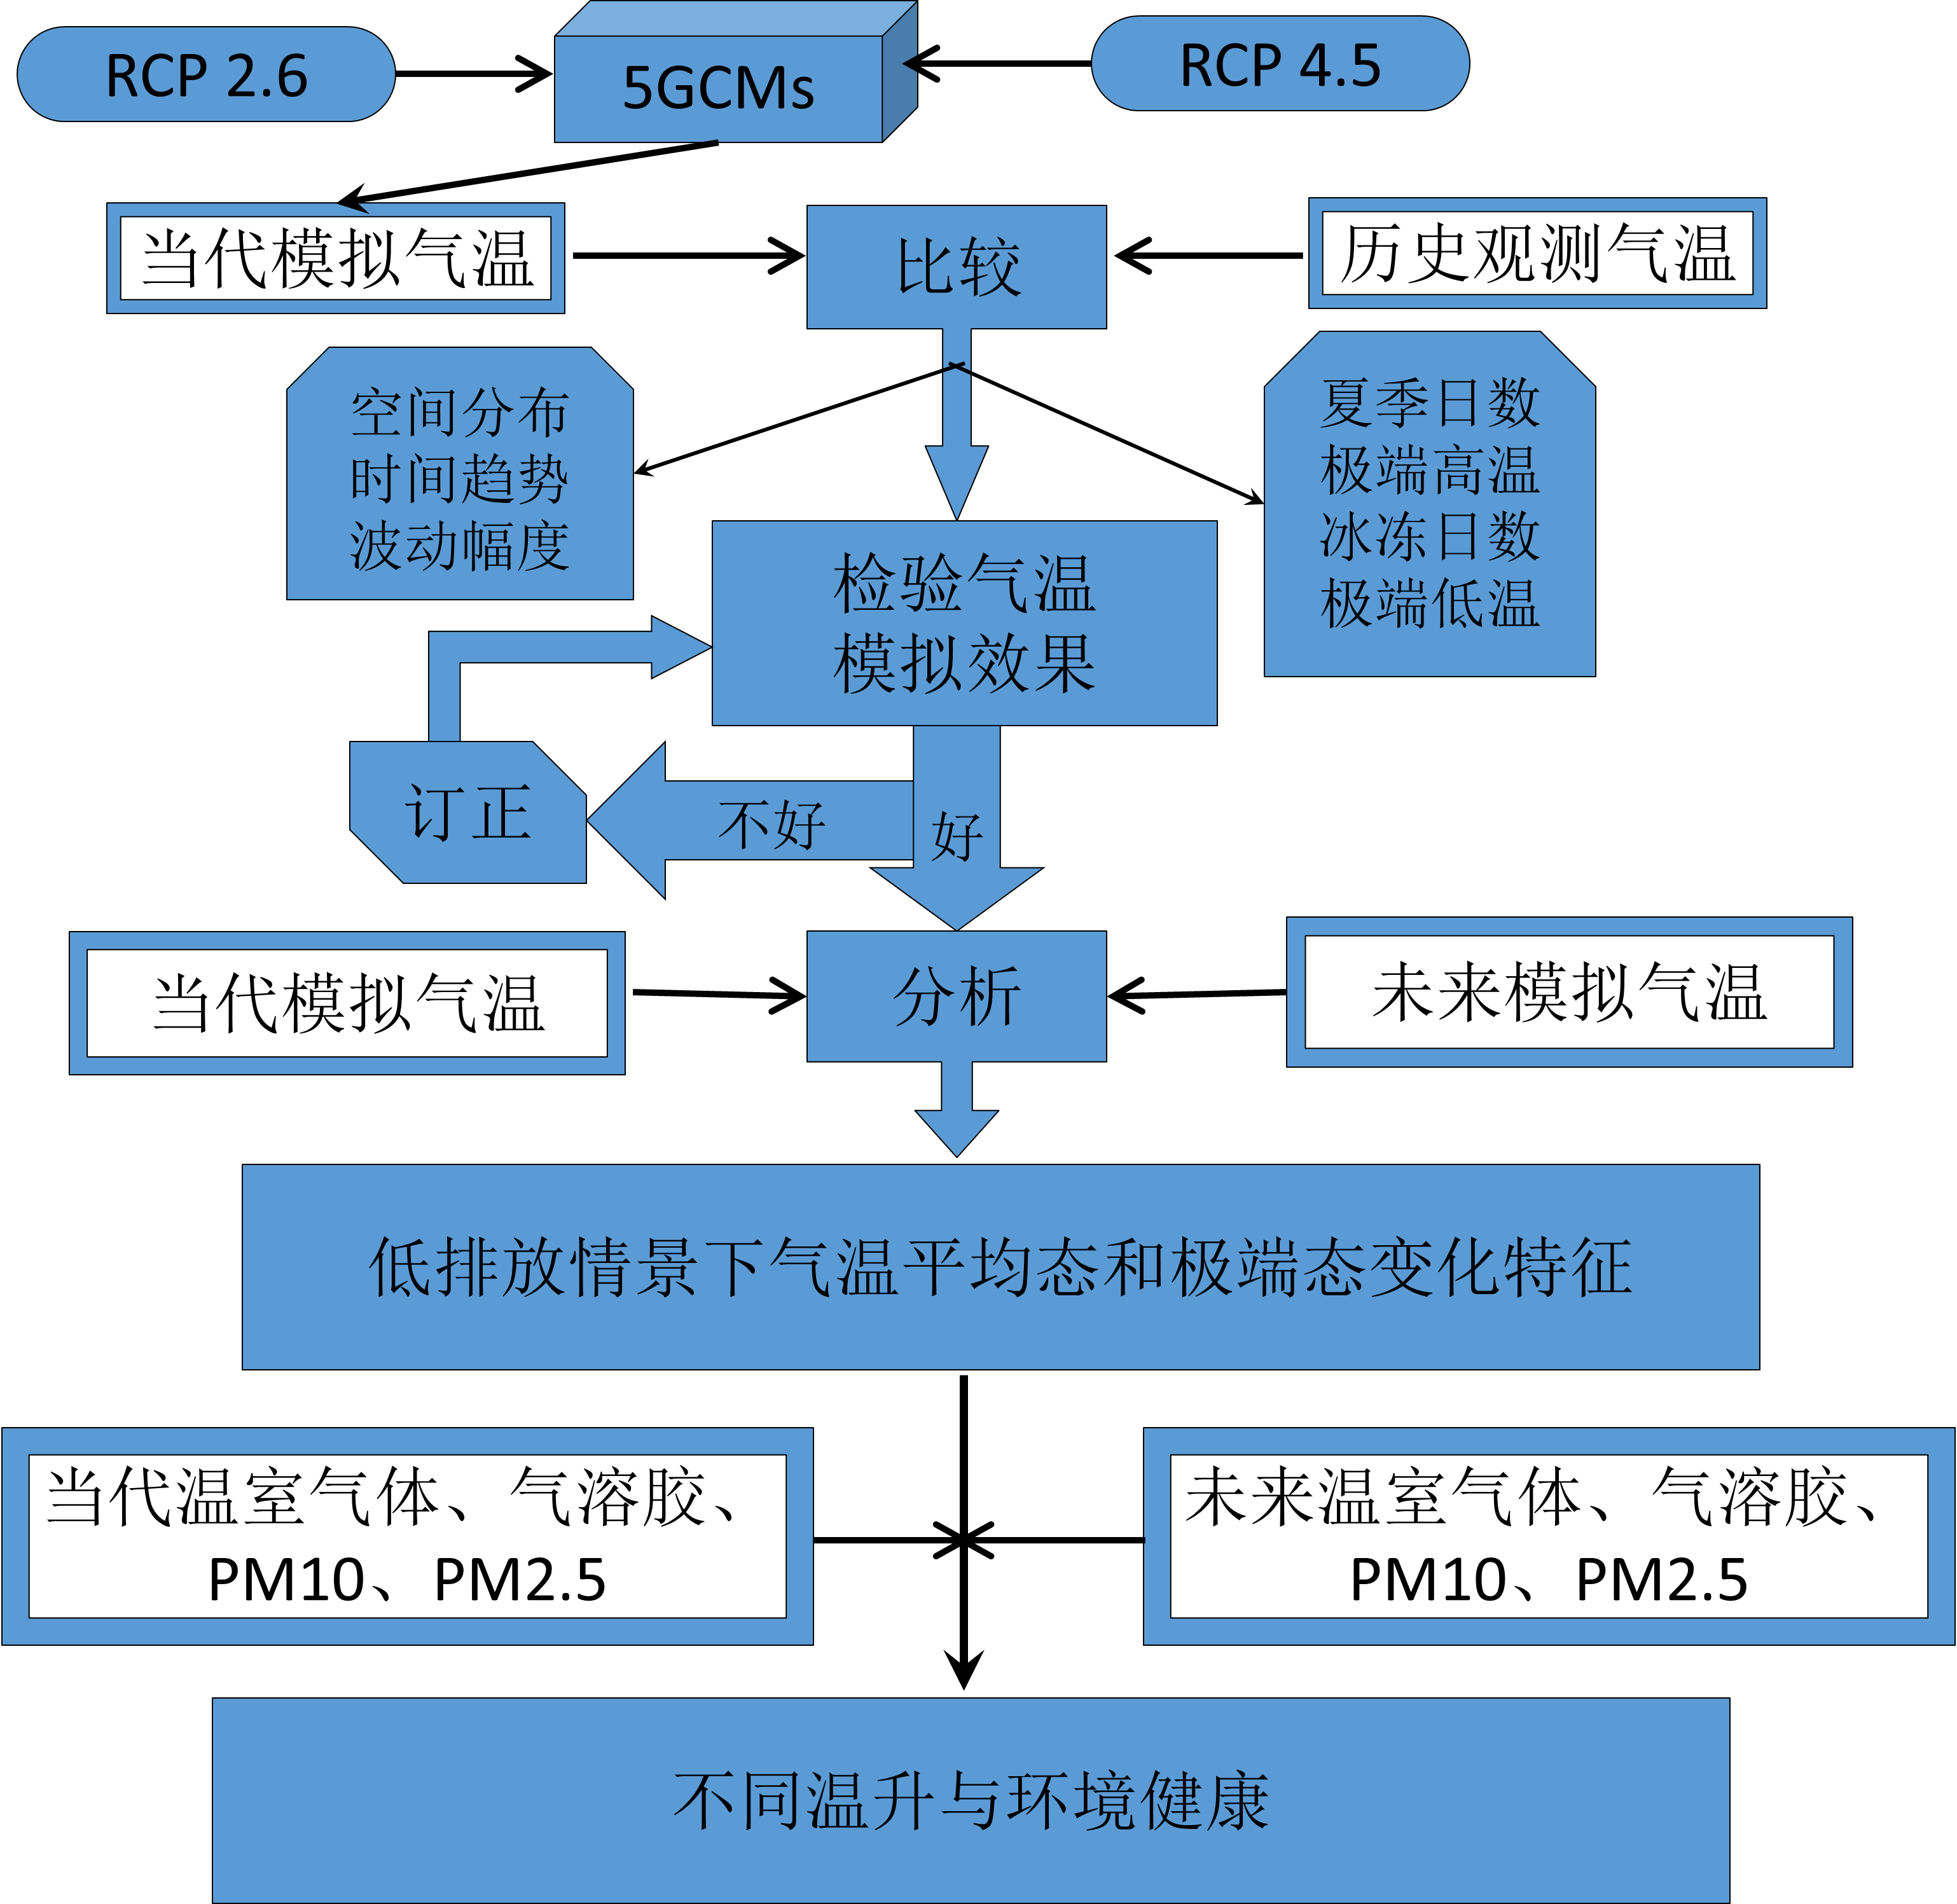 RCP 2.6
5GCMs
RCP 4.5
当代模拟气温
比较
历史观测气温
空间分布
时间趋势
波动幅度
夏季日数
极端高温
冰冻日数
极端低温
检验气温
模拟效果
订正
不好
好
当代模拟气温
分析
未来模拟气温
低排放情景下气温平均态和极端态变化特征
当代温室气体、气溶胶、
PM10、PM2.5
未来温室气体、气溶胶、
PM10、PM2.5
不同温升与环境健康